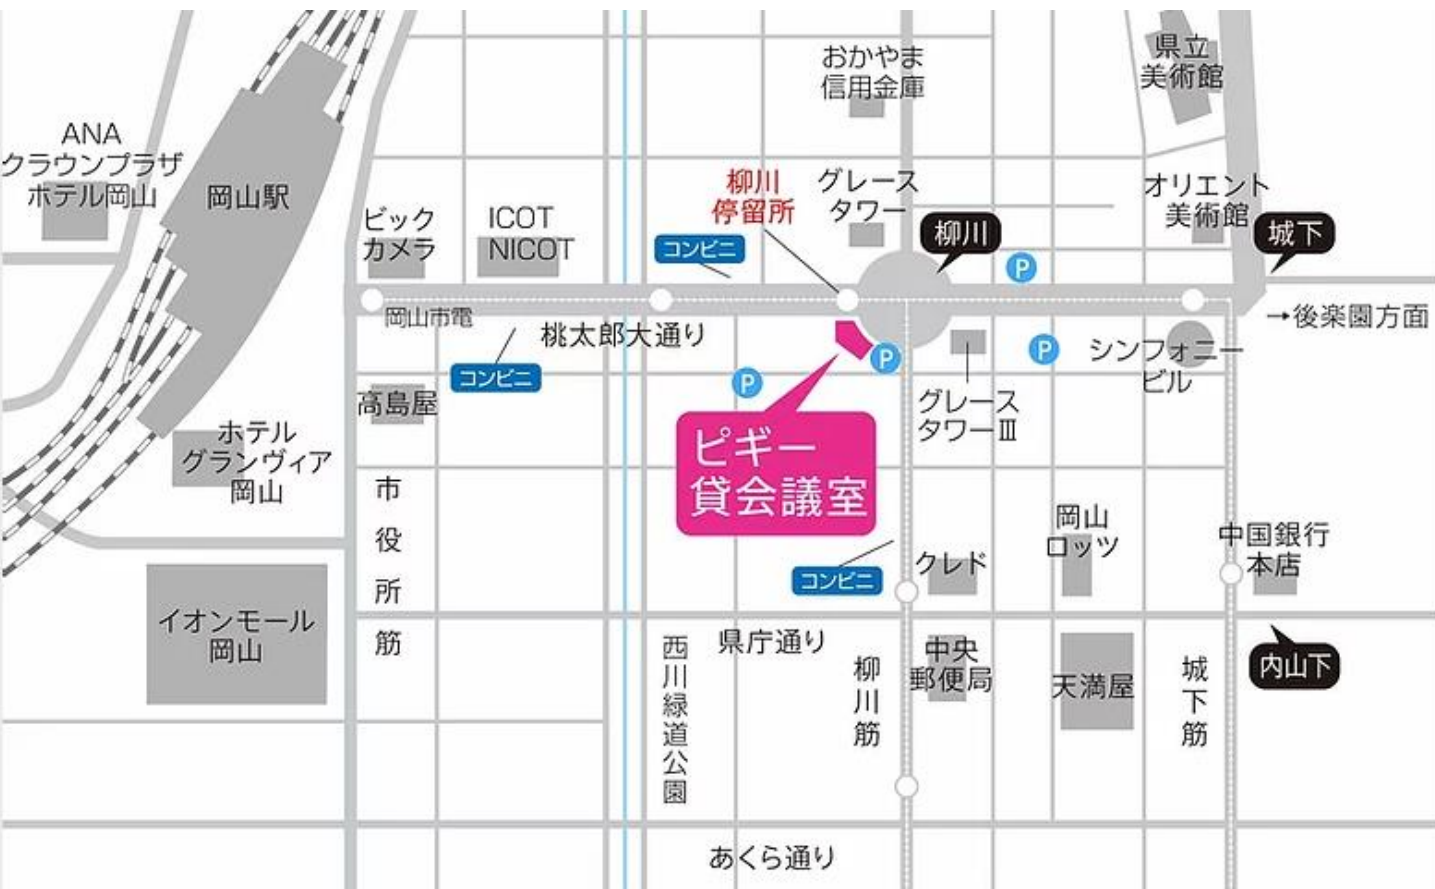 おかやま
信用金庫
県立
美術館
ANA
クラウンプラザ
ホテル岡山
岡山駅
柳川
停留所
グレース
タワー
オリエント
美術館
ビック
カメラ
ICOT
NICOT
コンビニ
柳川
城下
P
岡山市電
桃太郎大通り
→後楽園方面
コンビニ
P
P
P
シンフォニー
ビル
高島屋
グレース
タワーⅢ
ホテル
グランヴィア
岡山
ピギー
貸会議室
市役所筋
岡山
ロッツ
中国銀行
本店
コンビニ
クレド
イオンモール
岡山
県庁通り
西川緑道公園
柳川筋
中央
郵便局
天満屋
城下筋
内山下
あくら通り